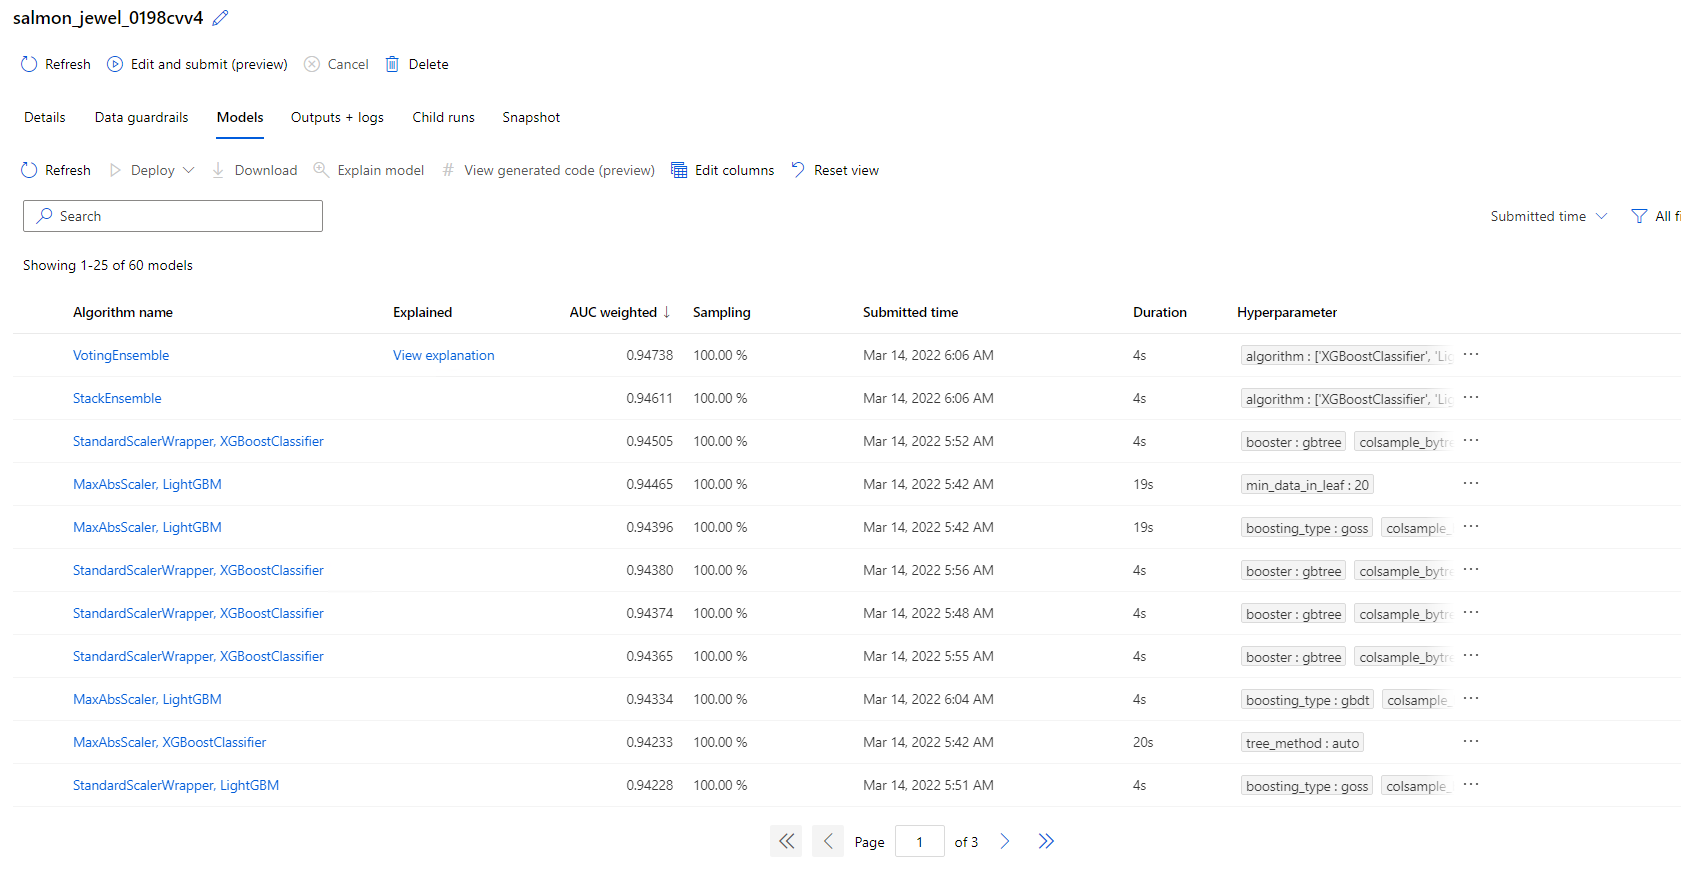 salmon_jewel_0198cvv4
Refresh Edit and submit (preview) Cancel Delete
Details Data guardrails Models Outputs + logs Child runs Snapshot
Refresh Deploy Download Explain model # View generated code (preview) Edit columns Reset view
Search Submitted time All fi
Showing 1-25 of 60 models
Algorithm name Explained AUC weighted ↓ Sampling Submitted time Duration Hyperparameter
VotingEnsemble View explanation 0.94738 100.00 % Mar 14, 2022 6:06 AM 4s algorithm : ['XGBoostClassifier', 'Lig ...
StackEnsemble 0.94611 100.00 % Mar 14, 2022 6:06 AM 4s algorithm : ['XGBoostClassifier', 'Lig ...
StandardScalerWrapper, XGBoostClassifier 0.94505 100.00 % Mar 14, 2022 5:52 AM 4s booster : gbtree colsample_bytre ...
MaxAbsScaler, LightGBM 0.94465 100.00 % Mar 14, 2022 5:42 AM 19s min_data_in_leaf : 20 ...
MaxAbsScaler, LightGBM 0.94396 100.00 % Mar 14, 2022 5:42 AM 19s boosting_type : goss colsample_ ...
StandardScalerWrapper, XGBoostClassifier 0.94380 100.00 % Mar 14, 2022 5:56 AM 4s booster : gbtree colsample_bytre ...
StandardScalerWrapper, XGBoostClassifier 0.94374 100.00 % Mar 14, 2022 5:48 AM 4s booster : gbtree colsample_bytre ...
StandardScalerWrapper, XGBoostClassifier 0.94365 100.00 % Mar 14, 2022 5:55 AM 4s booster : gbtree colsample_bytre ...
MaxAbsScaler, LightGBM 0.94334 100.00 % Mar 14, 2022 6:04 AM 4s boosting_type : gbdt colsample_ ...
MaxAbsScaler, XGBoostClassifier 0.94233 100.00 % Mar 14, 2022 5:42 AM 20s tree_method : auto ...
StandardScalerWrapper, LightGBM 0.94228 100.00 % Mar 14, 2022 5:51 AM 4s boosting_type : goss colsample_ ...
Page 1 of 3